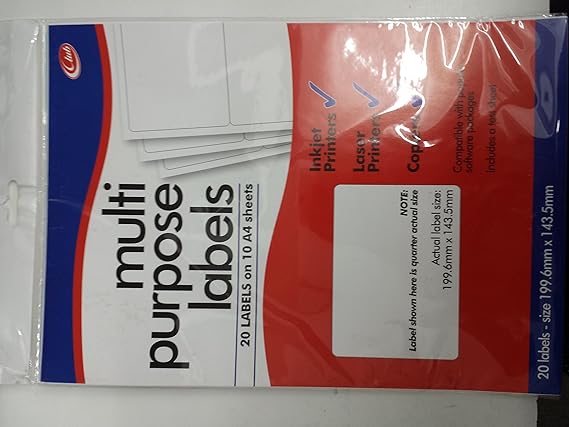 Club
multi
purpose
labels
20 LABELS on 10 A4 sheets
Inkjet
Printers
Laser
Printers
Copiers
Compatible with
software packages
Includes a test sheet
NOTE:
Label shown here is quarter actual size
Actual label size:
199.6mm x 143.5mm
20 labels - size 199.6mm x 143.5mm